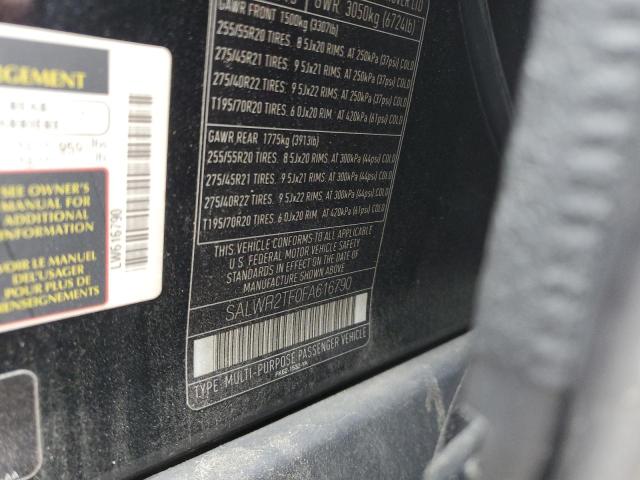 OVER LTD
GWR 3050kg (6724lb)
GAWR FRONT 1500kg (3307lb)
255/55R20 TIRES. 8 5Jx20 RIMS AT 250kPa (37psi) COLD
275/45R21 TIRES. 9 5Jx21 RIMS. AT 250kPa (37psi) COLD
275/40R22 TIRES. 9 5Jx22 RIMS. AT 250kPa (37psi) COLD
T195/70R20 TIRES. 6 0Jx20 RIM. AT 420kPa (61psi) COLD
GAWR REAR 1775kg (3913lb)
255/55R20 TIRES. 8 5Jx20 RIMS. AT 300kPa (44psi) COLD
275/45R21 TIRES. 9 5Jx21 RIMS. AT 300kPa (44psi) COLD
275/40R22 TIRES. 9 5Jx22 RIMS. AT 300kPa (44psi) COLD
T195/70R20 TIRES. 6 0Jx20 RIM. AT 420kPa (61psi) COLD
THIS VEHICLE CONFORMS TO ALL APPLICABLE
U.S. FEDERAL MOTOR VEHICLE SAFETY
STANDARDS IN EFFECT ON THE DATE OF
MANUFACTURE SHOWN ABOVE
SALWR2TF0FA616790
TYPE: MULTI-PURPOSE PASSENGER VEHICLE
RGEMENT
959 lbs
SEE OWNER'S
MANUAL FOR
ADDITIONAL
INFORMATION
VOIR LE MANUEL
DE L'USAGER
POUR PLUS DE
RENSEIGNEMENTS
LW616790